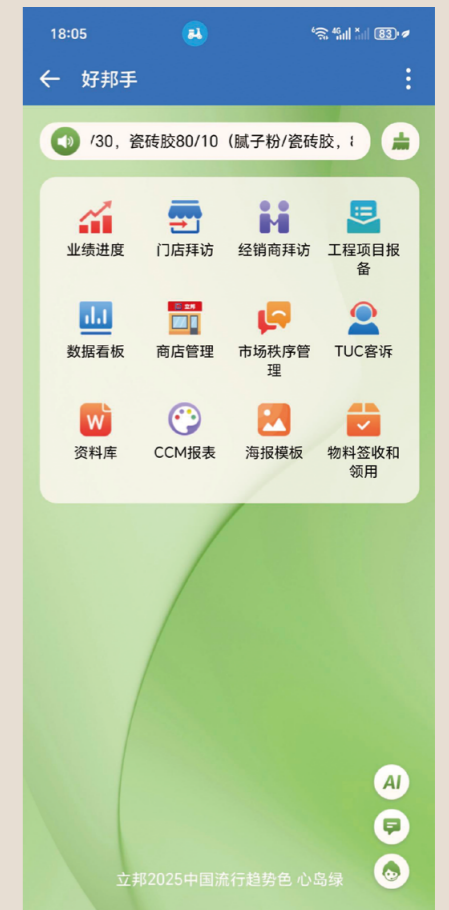 18:05
83
好邦手
/30，瓷砖胶80/10（腻子粉/瓷砖胶，
业绩进度
门店拜访
经销商拜访
工程项目报
备
数据看板
商店管理
市场秩序管
理
TUC客诉
W
资料库
CCM报表
海报模板
物料签收和
领用
AI
立邦2025中国流行趋势色 心岛绿